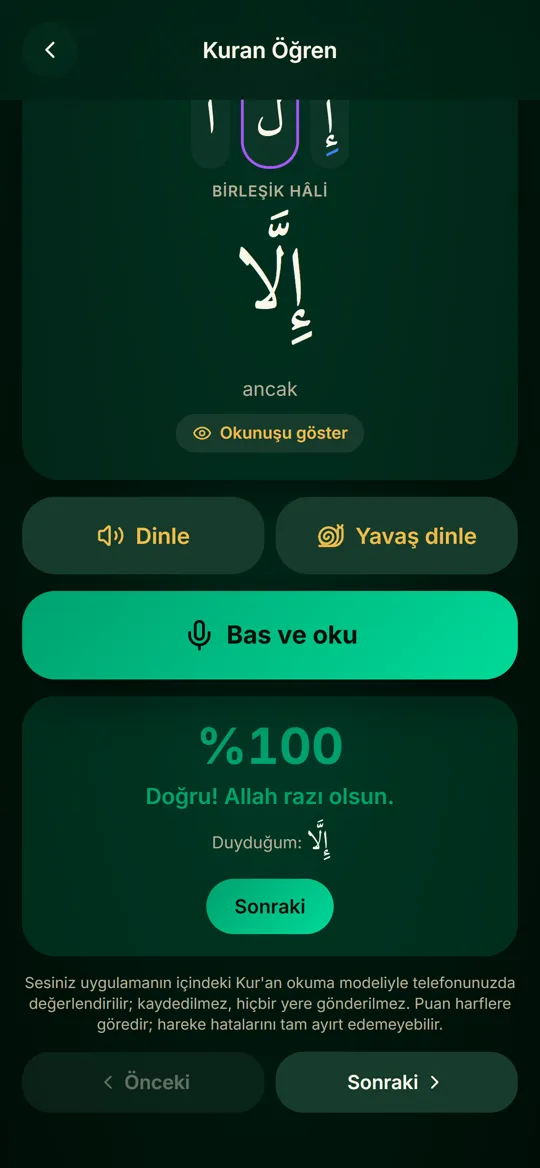 Kuran Öğren
إِ ل ا
BİRLEŞİK HÂLİ
إِلَّا
ancak
Okunuşu göster
Dinle
Yavaş dinle
Bas ve oku
%100
Doğru! Allah razı olsun.
Duyduğum: إِلَّا
Sonraki
Sesiniz uygulamanın içindeki Kur'an okuma modeliyle telefonunuzda
değerlendirilir; kaydedilmez, hiçbir yere gönderilmez. Puan harflere
göredir; hareke hatalarını tam ayırt edemeyebilir.
Önceki
Sonraki